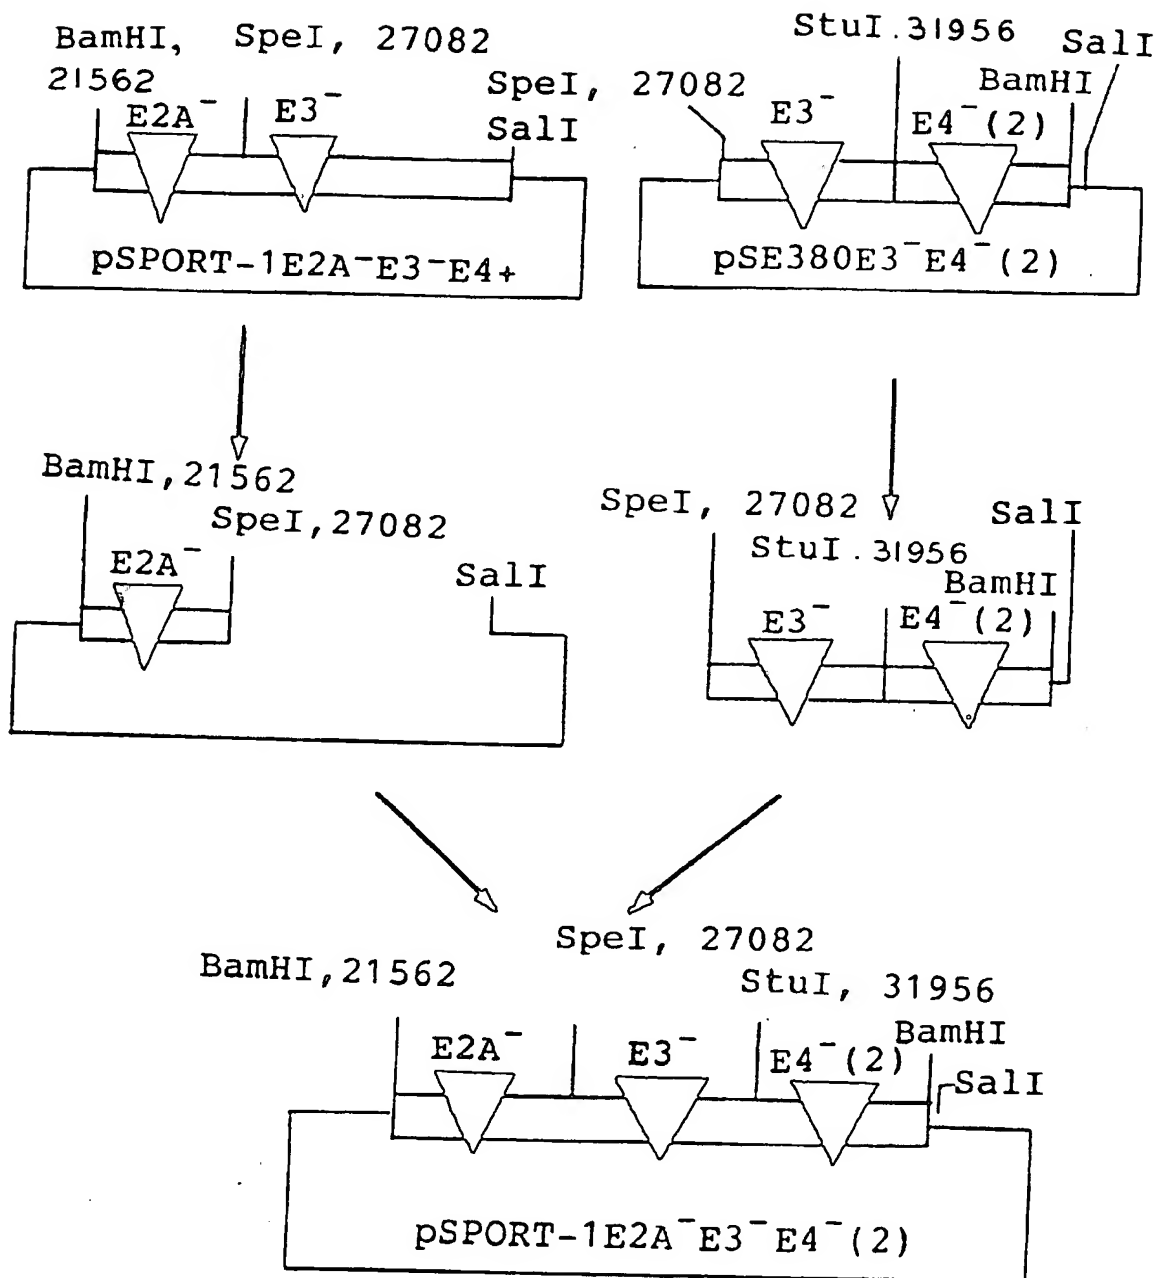 BamHI, SpeI, 27082
21562
E2A⁻ E3⁻
SpeI, 27082
SalI
pSPORT-1E2A⁻E3⁻E4+
StuI.31956 SalI
BamHI
E3⁻ E4⁻(2)
pSE380E3⁻E4⁻(2)
BamHI,21562
SpeI,27082
E2A⁻
SalI
SpeI, 27082 SalI
StuI.31956
BamHI
E3⁻ E4⁻(2)
SpeI, 27082
BamHI,21562
StuI, 31956
BamHI
E2A⁻ E3⁻ E4⁻(2)
SalI
pSPORT-1E2A⁻E3⁻E4⁻(2)